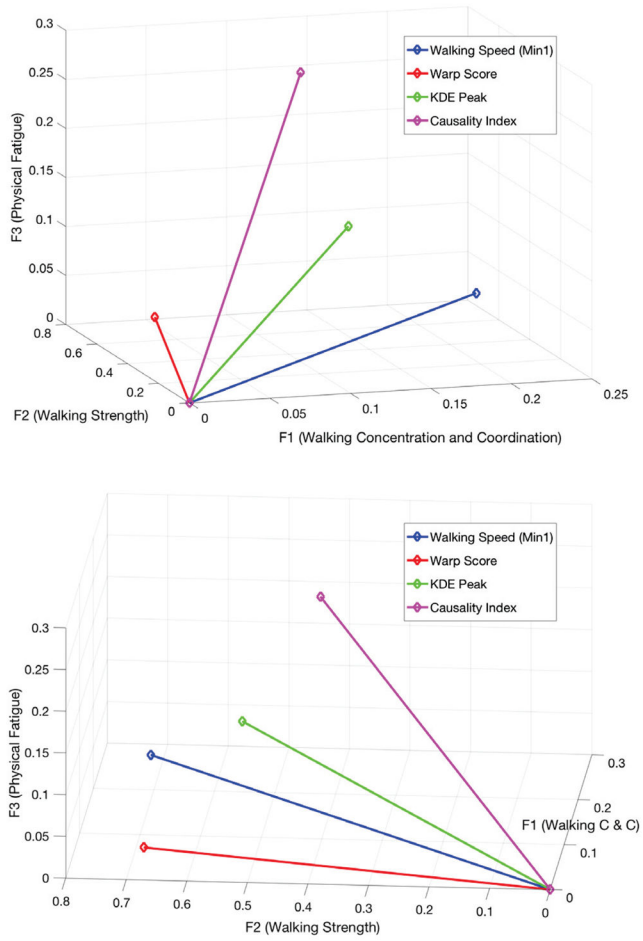 0.3
0.25
0.2
0.15
0.1
0.05
0
F3 (Physical Fatigue)
0.8
0.6
0.4
0.2
0
F2 (Walking Strength)
0
0.05
0.1
0.15
0.2
0.25
F1 (Walking Concentration and Coordination)
Walking Speed (Min1)
Warp Score
KDE Peak
Causality Index
0.3
0.25
0.2
0.15
0.1
0.05
0
F3 (Physical Fatigue)
0.8
0.7
0.6
0.5
0.4
0.3
0.2
0.1
0
F2 (Walking Strength)
0.3
0.2
0.1
0
F1 (Walking C & C)
Walking Speed (Min1)
Warp Score
KDE Peak
Causality Index